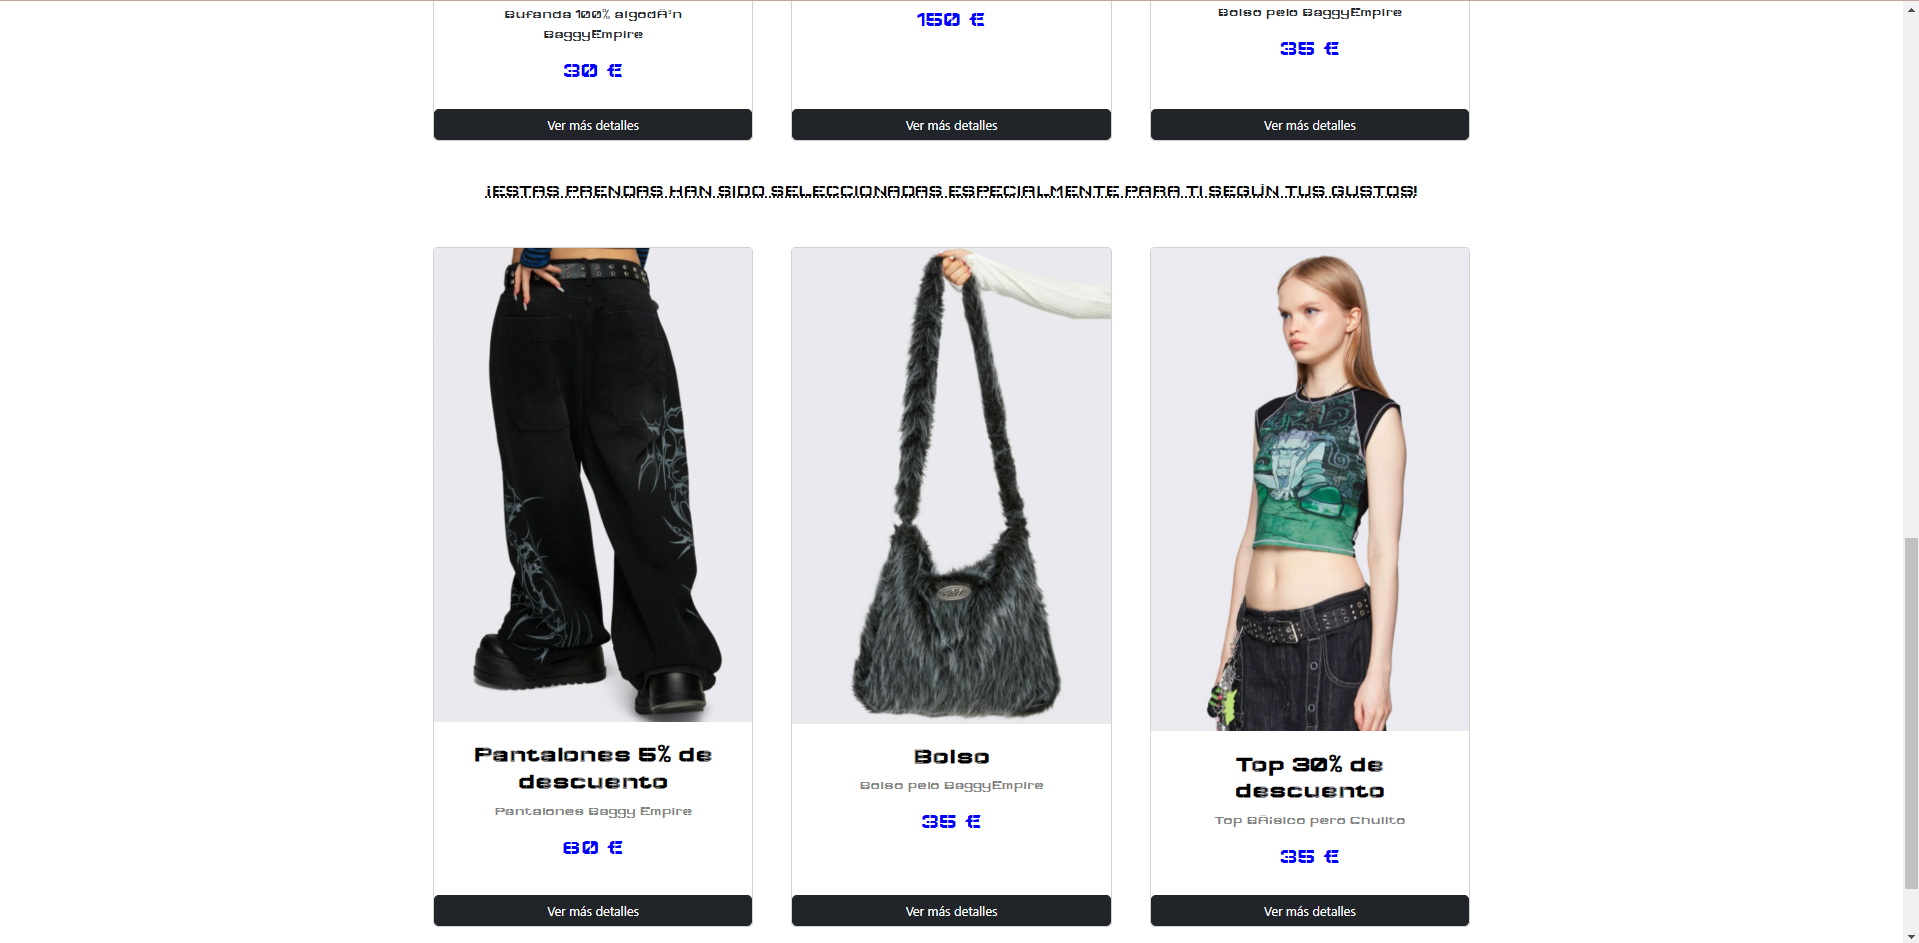 Bufanda 100% algodÃ³n
BaggyEmpire
30 €
150 €
Bolso pelo BaggyEmpire
35 €
Ver más detalles
Ver más detalles
Ver más detalles
¡ESTAS PRENDAS HAN SIDO SELECCIONADAS ESPECIALMENTE PARA TI SEGÚN TUS GUSTOS!
Pantalones 5% de
descuento
Pantalones Baggy Empire
60 €
Bolso
Bolso pelo BaggyEmpire
35 €
Top 30% de
descuento
Top BÃ¡sico pero Chulito
35 €
Ver más detalles
Ver más detalles
Ver más detalles